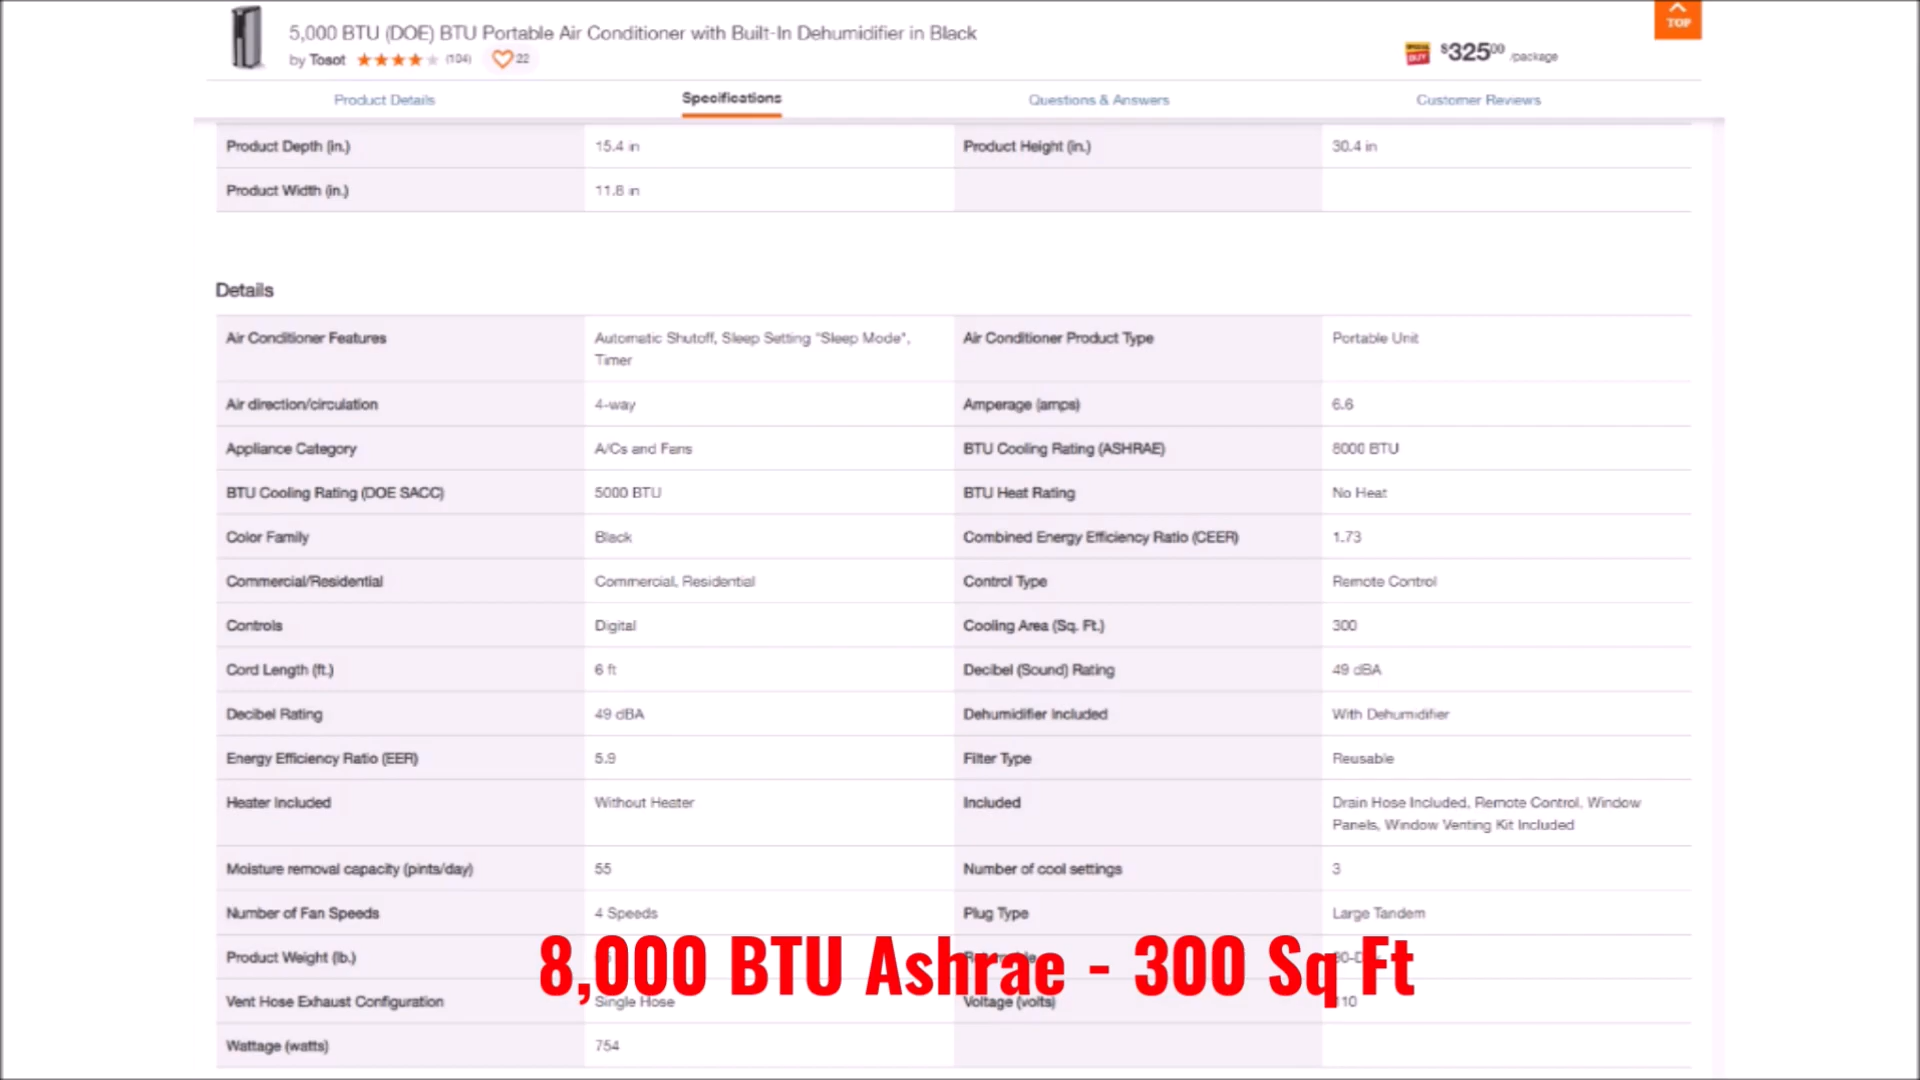 TOP
5,000 BTU (DOE) BTU Portable Air Conditioner with Built-In Dehumidifier in Black
by Tosot (104) 22
SPECIAL BUY $32500 /package
Product Details Specifications Questions & Answers Customer Reviews
Product Depth (in.) 15.4 in Product Height (in.) 30.4 in
Product Width (in.) 11.8 in
Details
Air Conditioner Features Automatic Shutoff, Sleep Setting "Sleep Mode", Air Conditioner Product Type Portable Unit
Timer
Air direction/circulation 4-way Amperage (amps) 6.6
Appliance Category A/Cs and Fans BTU Cooling Rating (ASHRAE) 8000 BTU
BTU Cooling Rating (DOE SACC) 5000 BTU BTU Heat Rating No Heat
Color Family Black Combined Energy Efficiency Ratio (CEER) 1.73
Commercial/Residential Commercial, Residential Control Type Remote Control
Controls Digital Cooling Area (Sq. Ft.) 300
Cord Length (ft.) 6 ft Decibel (Sound) Rating 49 dBA
Decibel Rating 49 dBA Dehumidifier Included With Dehumidifier
Energy Efficiency Ratio (EER) 5.9 Filter Type Reusable
Heater Included Without Heater Included Drain Hose Included, Remote Control, Window
Panels, Window Venting Kit Included
Moisture removal capacity (pints/day) 55 Number of cool settings 3
Number of Fan Speeds 4 Speeds Plug Type Large Tandem
Product Weight (lb.)
8,000 BTU Ashrae - 300 Sq Ft
Vent Hose Exhaust Configuration Single Hose Voltage (volts) 110
Wattage (watts) 754